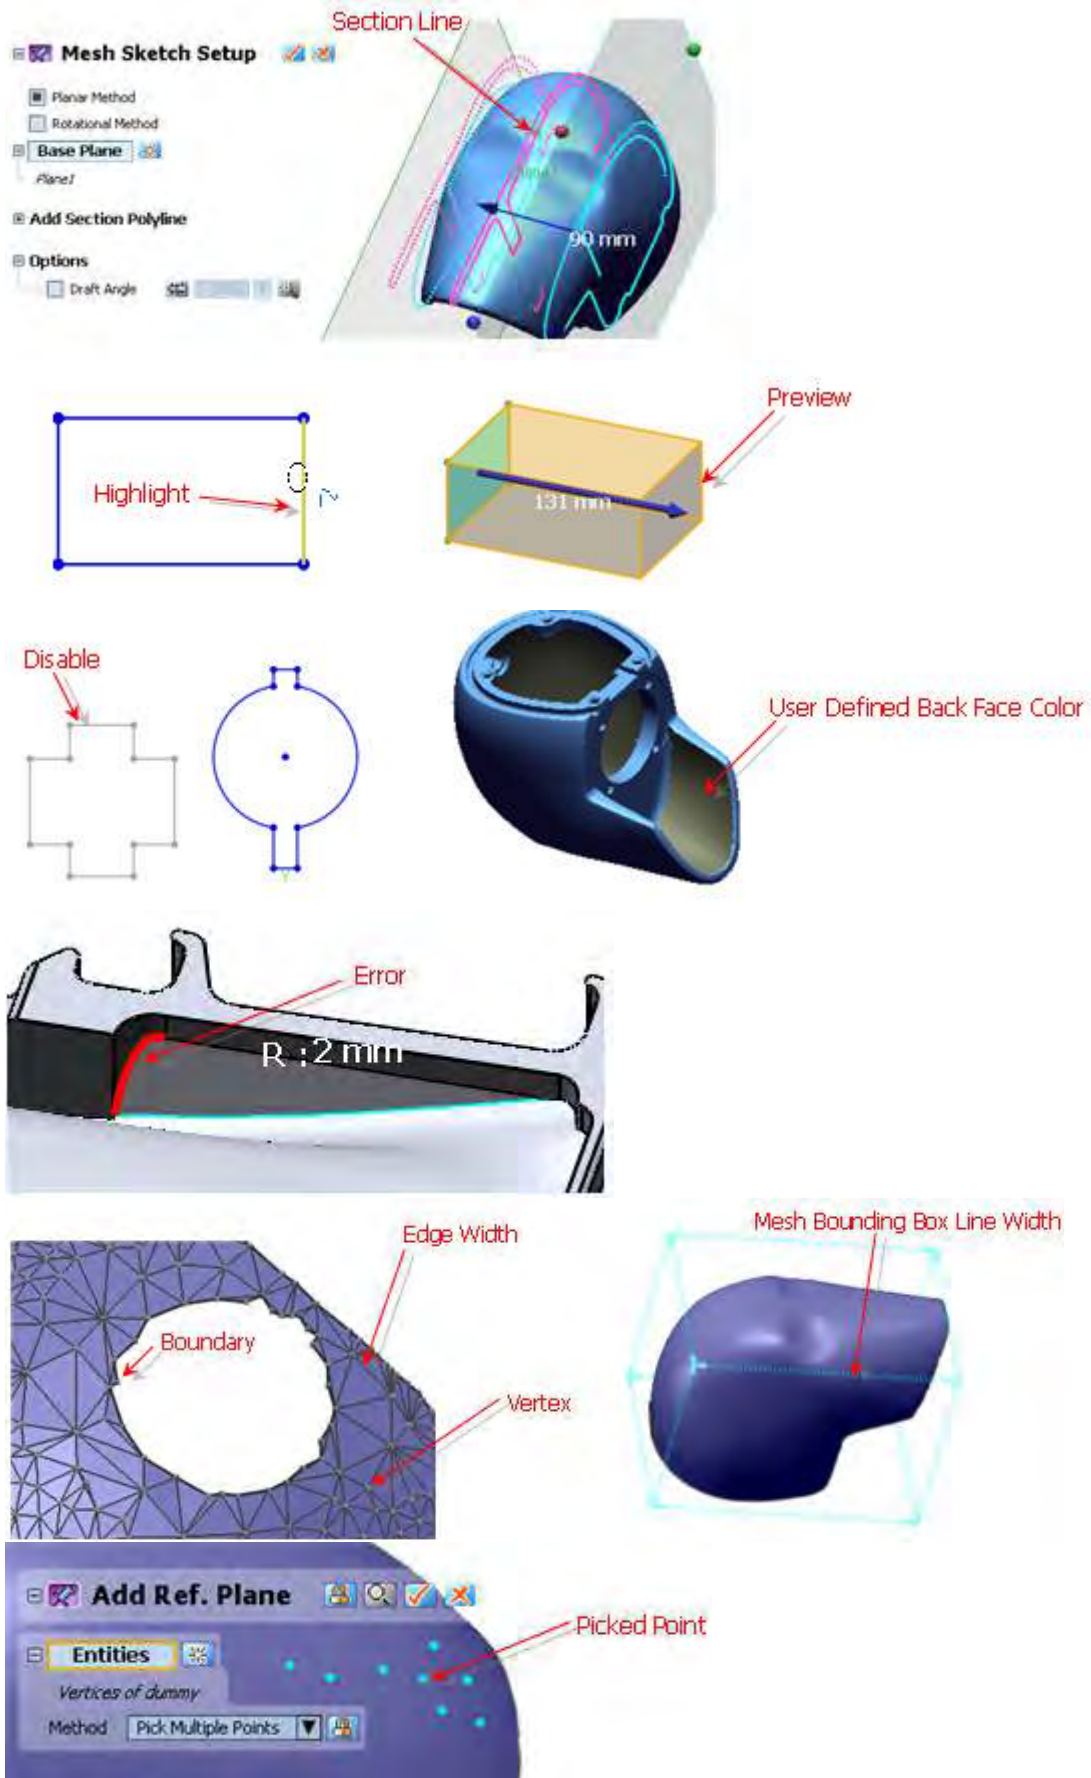 Section Line
Mesh Sketch Setup
Planar Method
Rotational Method
Base Plane
Plane1
Add Section Polyline
Options
Draft Angle
90 mm
Preview
Highlight
131 mm
Disable
User Defined Back Face Color
Error
R : 2 mm
Edge Width
Mesh Bounding Box Line Width
Boundary
Vertex
Add Ref. Plane
Picked Point
Entities
Vertices of dummy
Method Pick Multiple Points